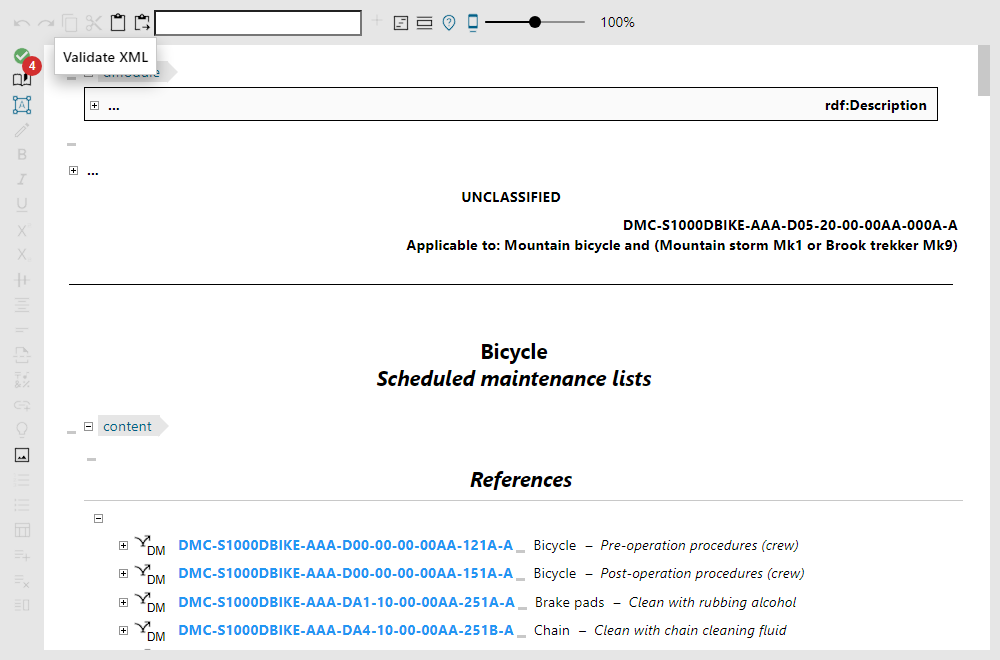 100%
Validate XML
4
dmodule
... rdf:Description
...
UNCLASSIFIED
DMC-S1000DBIKE-AAA-D05-20-00-00AA-000A-A
Applicable to: Mountain bicycle and (Mountain storm Mk1 or Brook trekker Mk9)
Bicycle
Scheduled maintenance lists
content
References
DM DMC-S1000DBIKE-AAA-D00-00-00-00AA-121A-A Bicycle – Pre-operation procedures (crew)
DM DMC-S1000DBIKE-AAA-D00-00-00-00AA-151A-A Bicycle – Post-operation procedures (crew)
DM DMC-S1000DBIKE-AAA-DA1-10-00-00AA-251A-A Brake pads – Clean with rubbing alcohol
DM DMC-S1000DBIKE-AAA-DA4-10-00-00AA-251B-A Chain – Clean with chain cleaning fluid